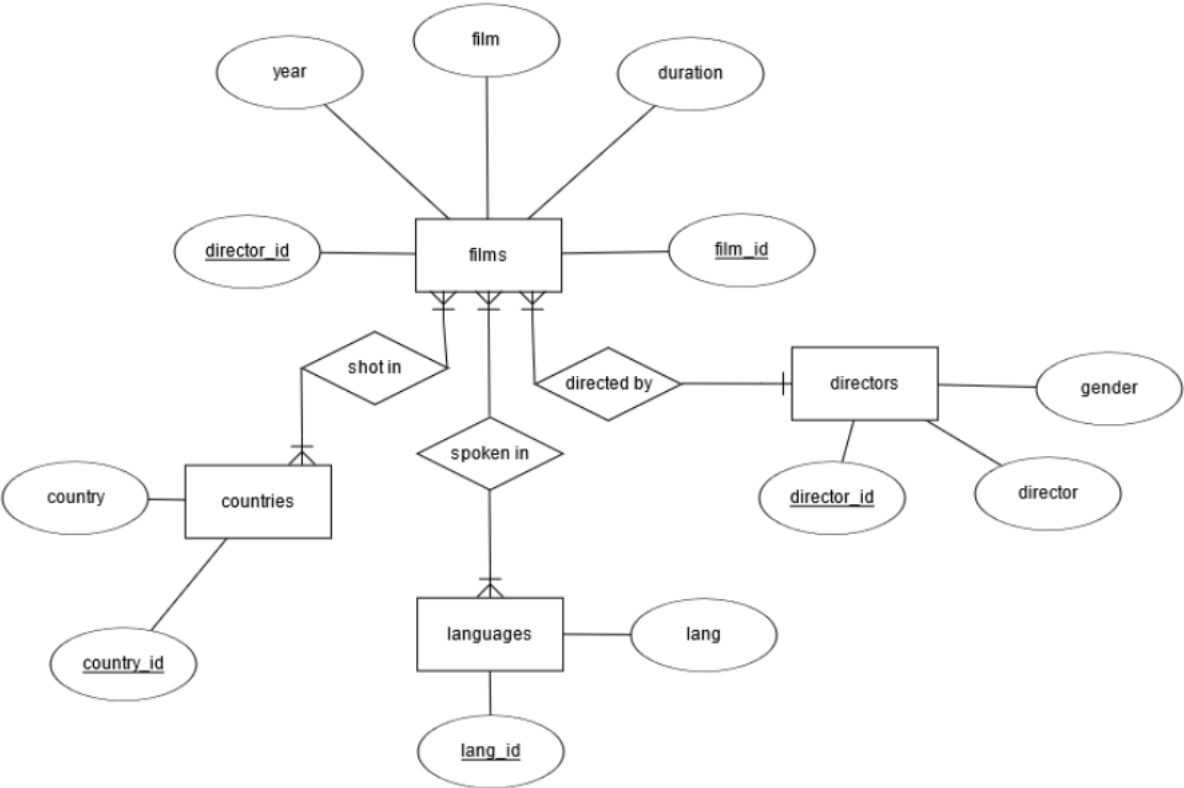 film
year
duration
director_id
films
film_id
shot in
directed by
directors
gender
spoken in
country
countries
director_id
director
languages
lang
country_id
lang_id